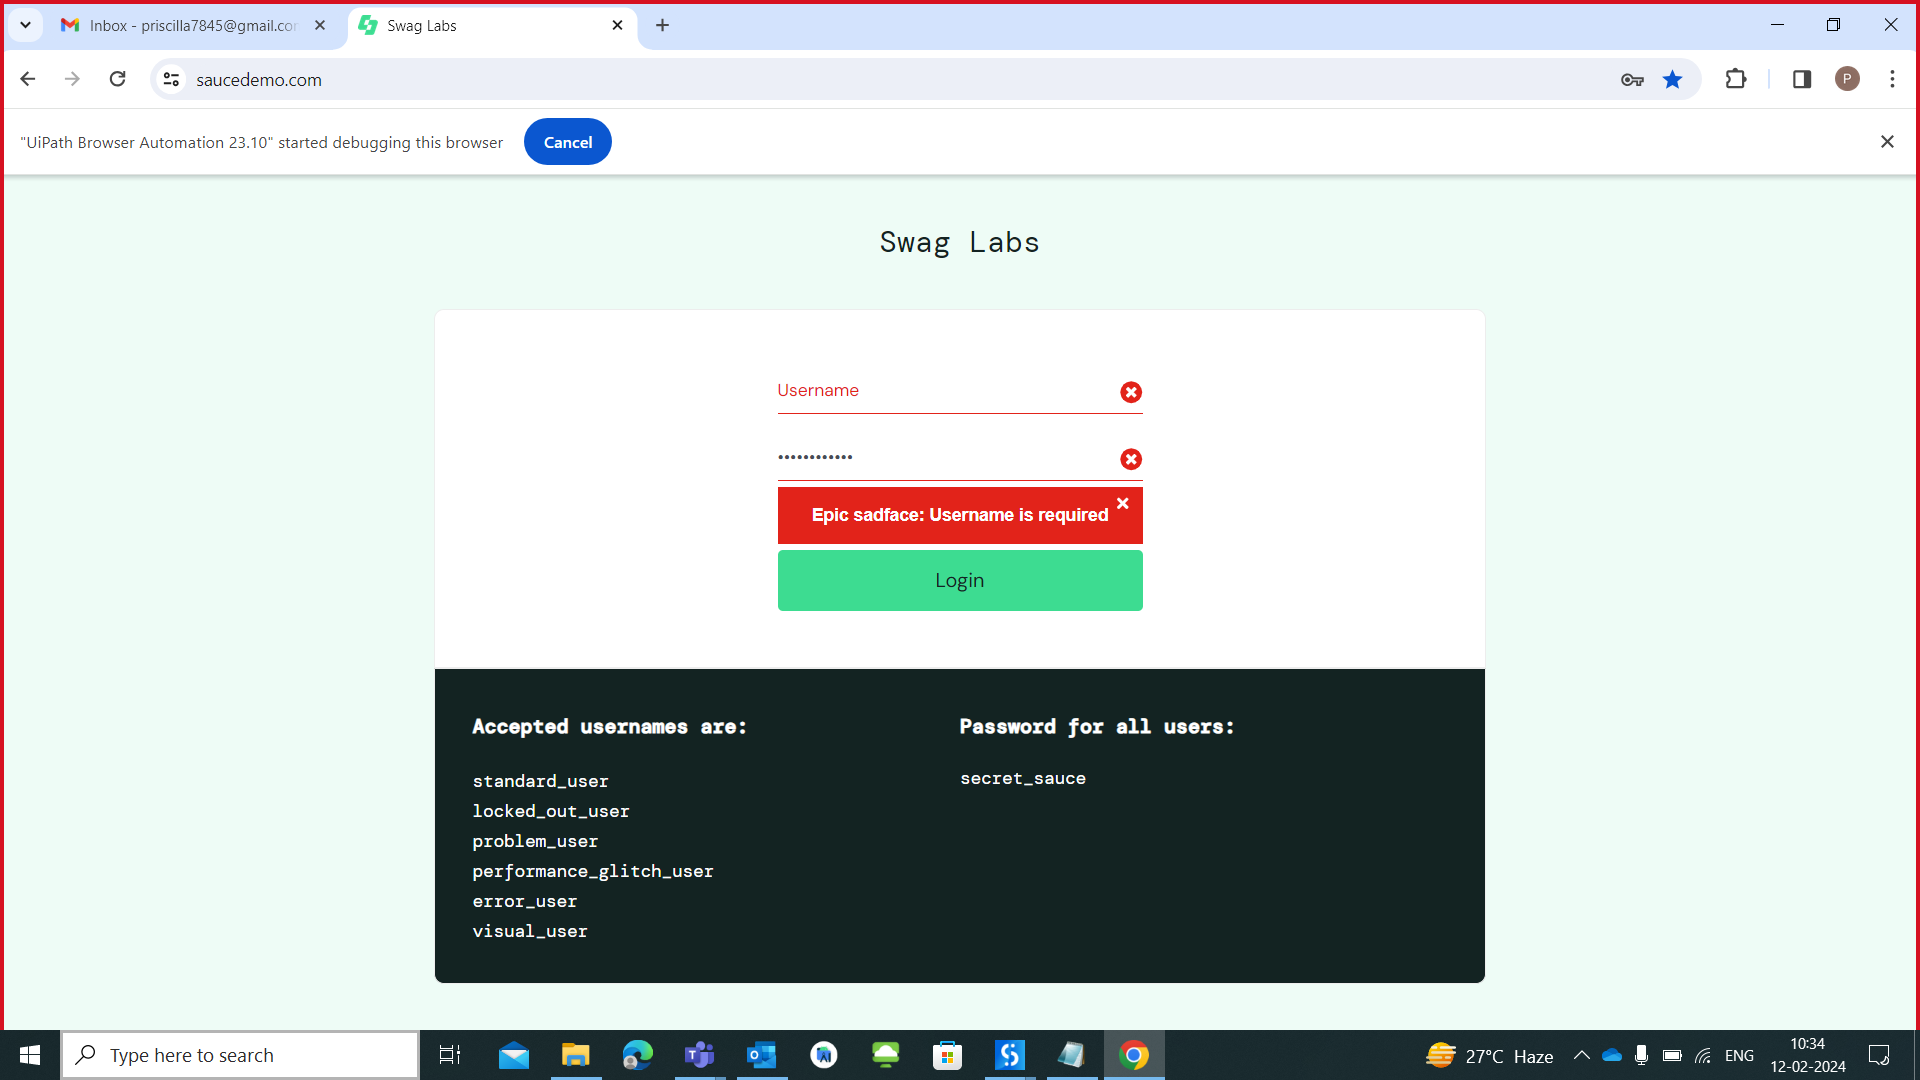 Inbox - priscilla7845@gmail.co
Swag Labs
saucedemo.com
P
"UiPath Browser Automation 23.10" started debugging this browser
Cancel
Swag Labs
Username
••••••••••••
Epic sadface: Username is required
Login
Accepted usernames are:
standard_user
locked_out_user
problem_user
performance_glitch_user
error_user
visual_user
Password for all users:
secret_sauce
Type here to search
27°C Haze
ENG
10:34
12-02-2024